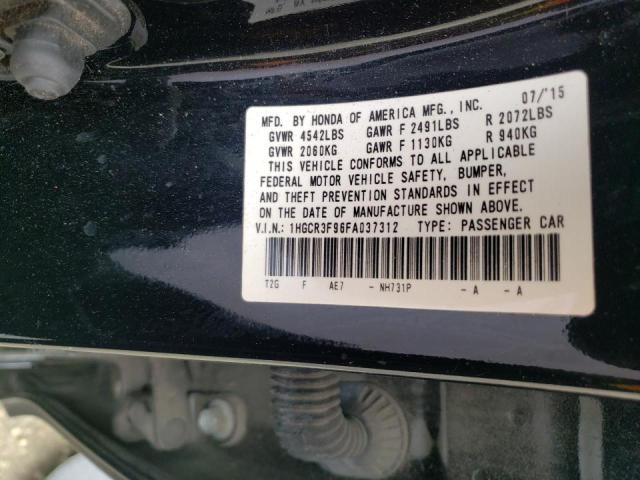 07/'15
MFD. BY HONDA OF AMERICA MFG., INC.
GVWR 4542LBS GAWR F 2491LBS R 2072LBS
GVWR 2060KG GAWR F 1130KG R 940KG
THIS VEHICLE CONFORMS TO ALL APPLICABLE
FEDERAL MOTOR VEHICLE SAFETY, BUMPER,
AND THEFT PREVENTION STANDARDS IN EFFECT
ON THE DATE OF MANUFACTURE SHOWN ABOVE.
V.I.N.: 1HGCR3F96FA037312 TYPE: PASSENGER CAR
T2G F AE7 - NH731P - A - A